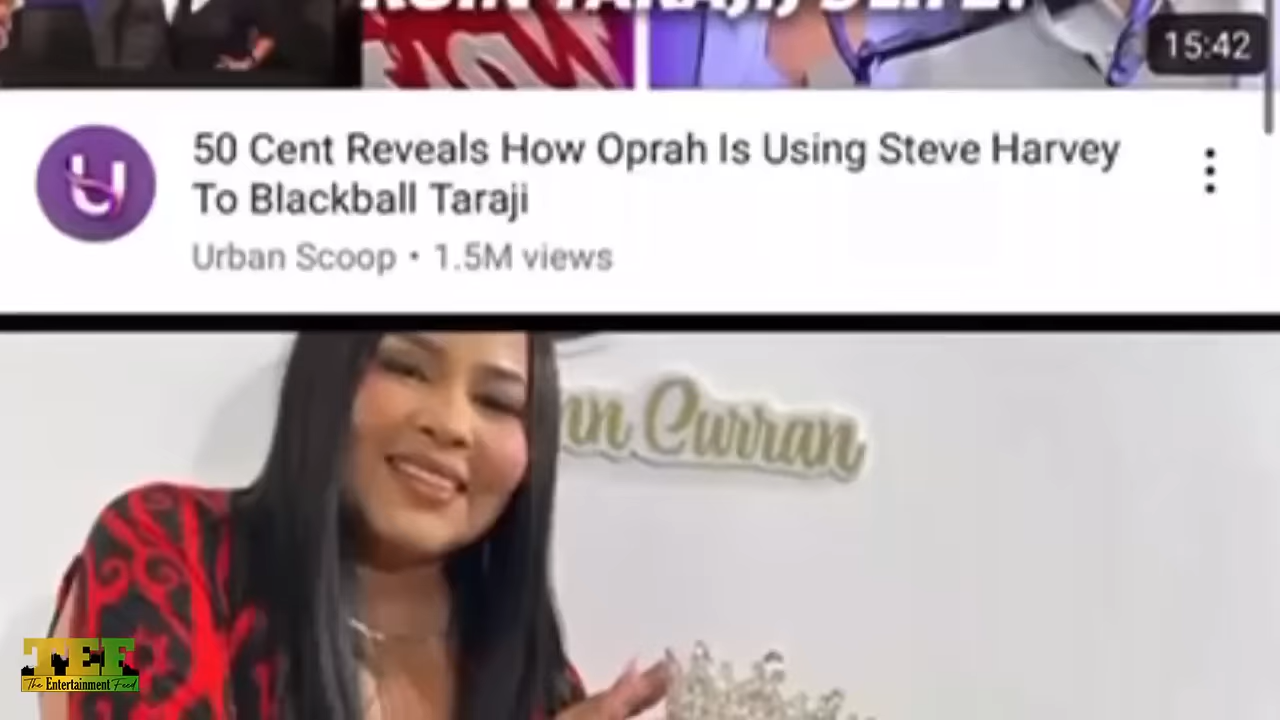 15:42
50 Cent Reveals How Oprah Is Using Steve Harvey
To Blackball Taraji
Urban Scoop • 1.5M views
Curran
TEF
The Entertainment Feed